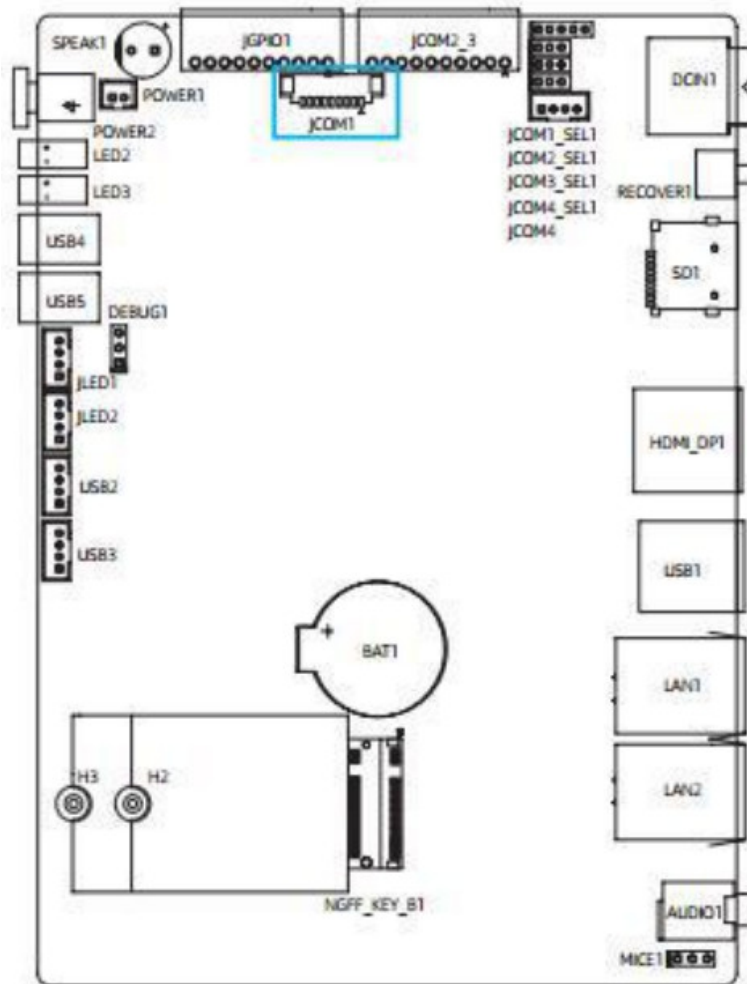 SPEAK1
JGPIO1
JCOM2_3
DCIN1
POWER1
JCOM1
POWER2
LED2
JCOM1_SEL1
JCOM2_SEL1
LED3
JCOM3_SEL1
RECOVER1
JCOM4_SEL1
JCOM4
USB4
SD1
USB5
DEBUG1
JLED1
JLED2
HDMI_DP1
USB2
USB3
USB1
BAT1
LAN1
H3
H2
LAN2
NGFF_KEY_B1
AUDIO1
MICE1